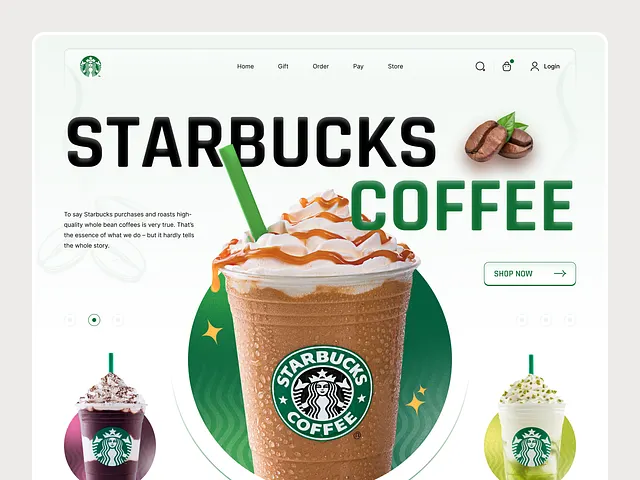 Home Gift Order Pay Store Login
STARBUCKS
COFFEE
To say Starbucks purchases and roasts high-
quality whole bean coffees is very true. That's
the essence of what we do – but it hardly tells
the whole story.
SHOP NOW
STARBUCKS
COFFEE